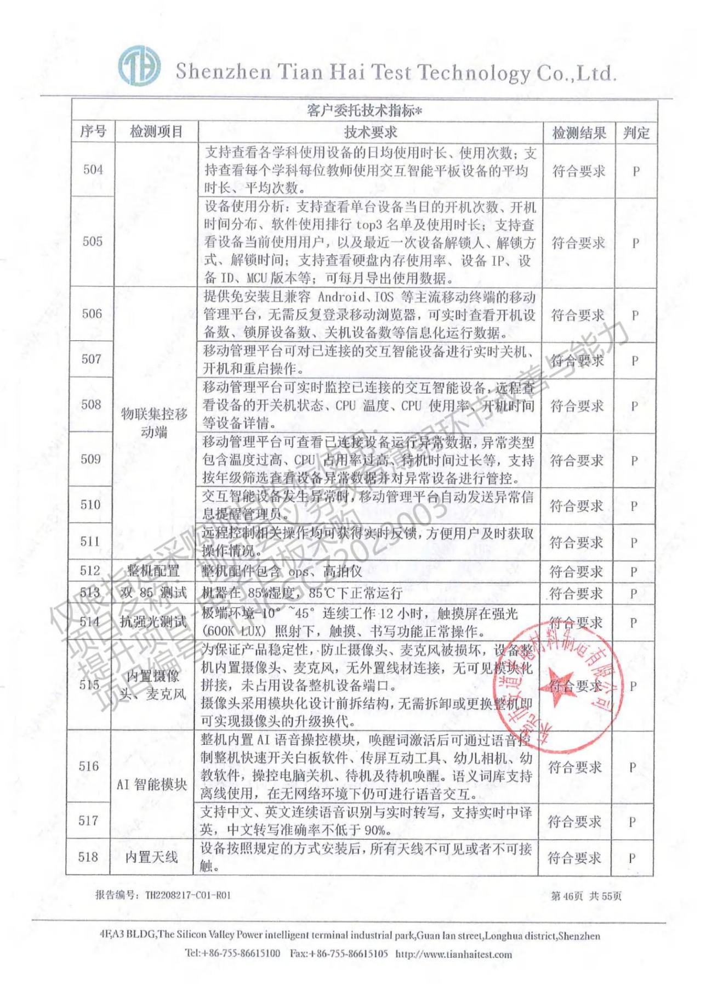 TH
Shenzhen Tian Hai Test Technology Co.,Ltd.
客户委托技术指标*
序号 检测项目 技术要求 检测结果 判定
504
支持查看各学科使用设备的日均使用时长、使用次数；支
持查看每个学科每位教师使用交互智能平板设备的平均
时长、平均次数。
符合要求 P
505
设备使用分析：支持查看单台设备当日的开机次数、开机
时间分布、软件使用排行 top3 名单及使用时长；支持查
看设备当前使用用户，以及最近一次设备解锁人、解锁方
式、解锁时间；支持查看硬盘内存使用率、设备 IP、设
备 ID、MCU 版本等；可每月导出使用数据。
符合要求 P
物联集控移
动端
506
提供免安装且兼容 Android、IOS 等主流移动终端的移动
管理平台，无需反复登录移动浏览器，可实时查看开机设
备数、锁屏设备数、关机设备数等信息化运行数据。
符合要求 P
507
移动管理平台可对已连接的交互智能设备进行实时关机、
开机和重启操作。
符合要求 P
508
移动管理平台可实时监控已连接的交互智能设备，远程查
看设备的开关机状态、CPU 温度、CPU 使用率、开机时间
等设备详情。
符合要求 P
509
移动管理平台可查看已连接设备运行异常数据，异常类型
包含温度过高、CPU 占用率过高、待机时间过长等，支持
按年级筛选查看设备异常数据并对异常设备进行管控。
符合要求 P
510
交互智能设备发生异常时，移动管理平台自动发送异常信
息提醒管理员。
符合要求 P
511
远程控制相关操作均可获得实时反馈，方便用户及时获取
操作情况。
符合要求 P
512 整机配置 整机配件包含 ops、高拍仪 符合要求 P
513 双 85 测试 机器在 85%湿度，85℃下正常运行 符合要求 P
514 抗强光测试
极端环境-10°~45° 连续工作 12 小时，触摸屏在强光
(600K LUX) 照射下，触摸、书写功能正常操作。
符合要求 P
515
内置摄像
头、麦克风
为保证产品稳定性，防止摄像头、麦克风被损坏，设备整
机内置摄像头、麦克风，无外置线材连接，无可见模块化
拼接，未占用设备整机设备端口。
摄像头采用模块化设计前拆结构，无需拆卸或更换整机即
可实现摄像头的升级换代。
符合要求 P
AI 智能模块
516
整机内置 AI 语音操控模块，唤醒词激活后可通过语音控
制整机快速开关白板软件、传屏互动工具、幼儿相机、幼
教软件，操控电脑关机、待机及待机唤醒。语义词库支持
离线使用，在无网络环境下仍可进行语音交互。
符合要求 P
517
支持中文、英文连续语音识别与实时转写，支持实时中译
英，中文转写准确率不低于 90%。
符合要求 P
518 内置天线
设备按照规定的方式安装后，所有天线不可见或者不可接
触。
符合要求 P
报告编号：TH2208217-C01-R01 第 46页 共 55页
4F,A3 BLDG,The Silicon Valley Power intelligent terminal industrial park,Guan lan street,Longhua district,Shenzhen
Tel:+86-755-86615100 Fax:+86-755-86615105 http://www.tianhaitest.com
仅限指定采购项目投标使用：
义务教育薄弱环节改善与能力
提升项目-电子白板采购